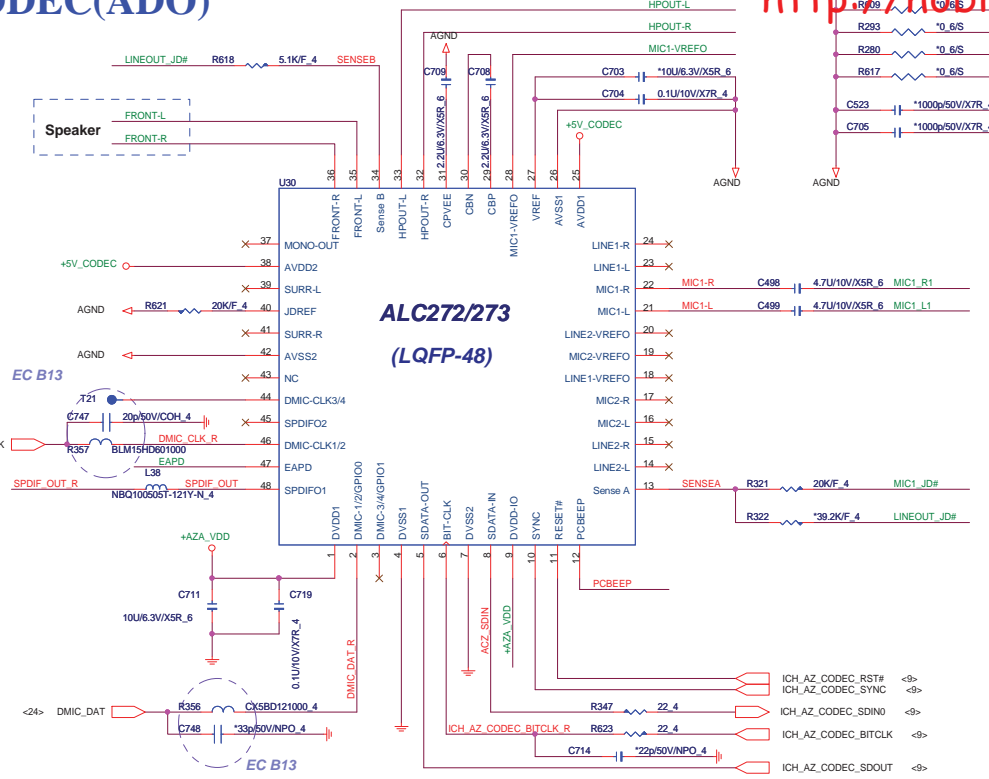 ODEC(ADO)
HPOUT-L
HPOUT-R
AGND
MIC1-VREFO
R293 *0_6/S
R280 *0_6/S
R617 *0_6/S
C523 *1000p/50V/X7R_4
C705 *1000p/50V/X7R_4
AGND
LINEOUT_JD# R618 5.1K/F_4 SENSEB
C709 2.2U/6.3V/X5R_6
C708 2.2U/6.3V/X5R_6
C703 *10U/6.3V/X5R_6
C704 0.1U/10V/X7R_4
+5V_CODEC
AGND
Speaker
FRONT-L
FRONT-R
U30
36 FRONT-R
35 FRONT-L
34 Sense B
33 HPOUT-L
32 HPOUT-R
31 CPVEE
30 CBN
29 CBP
28 MIC1-VREFO
27 VREF
26 AVSS1
25 AVDD1
37 MONO-OUT
+5V_CODEC 38 AVDD2
39 SURR-L
AGND R621 20K/F_4 40 JDREF
41 SURR-R
AGND 42 AVSS2
43 NC
44 DMIC-CLK3/4
45 SPDIFO2
46 DMIC-CLK1/2
47 EAPD
48 SPDIFO1
ALC272/273
(LQFP-48)
LINE1-R 24
LINE1-L 23
MIC1-R 22 MIC1-R C498 4.7U/10V/X5R_6 MIC1_R1
MIC1-L 21 MIC1-L C499 4.7U/10V/X5R_6 MIC1_L1
LINE2-VREFO 20
MIC2-VREFO 19
LINE1-VREFO 18
MIC2-R 17
MIC2-L 16
LINE2-R 15
LINE2-L 14
Sense A 13 SENSEA R321 20K/F_4 MIC1_JD#
R322 *39.2K/F_4 LINEOUT_JD#
EC B13
T21
C747 20p/50V/COH_4
K
R357 BLM15HD601000 DMIC_CLK_R
EAPD
L38
SPDIF_OUT_R SPDIF_OUT
NBQ100505T-121Y-N_4
1 DVDD1
2 DMIC-1/2/GPIO0
3 DMIC-3/4/GPIO1
4 DVSS1
5 SDATA-OUT
6 BIT-CLK
7 DVSS2
8 SDATA-IN
9 DVDD-IO
10 SYNC
11 RESET#
12 PCBEEP
PCBEEP
+AZA_VDD
C711
10U/6.3V/X5R_6
C719
0.1U/10V/X7R_4
DMIC_DAT_R
ACZ_SDIN
+AZA_VDD
<24> DMIC_DAT R356 CX5BD121000_4
C748 *33p/50V/NPO_4
EC B13
ICH_AZ_CODEC_RST# <9>
ICH_AZ_CODEC_SYNC <9>
R347 22_4 ICH_AZ_CODEC_SDIN0 <9>
ICH_AZ_CODEC_BITCLK_R R623 22_4 ICH_AZ_CODEC_BITCLK <9>
C714 *22p/50V/NPO_4
ICH_AZ_CODEC_SDOUT <9>